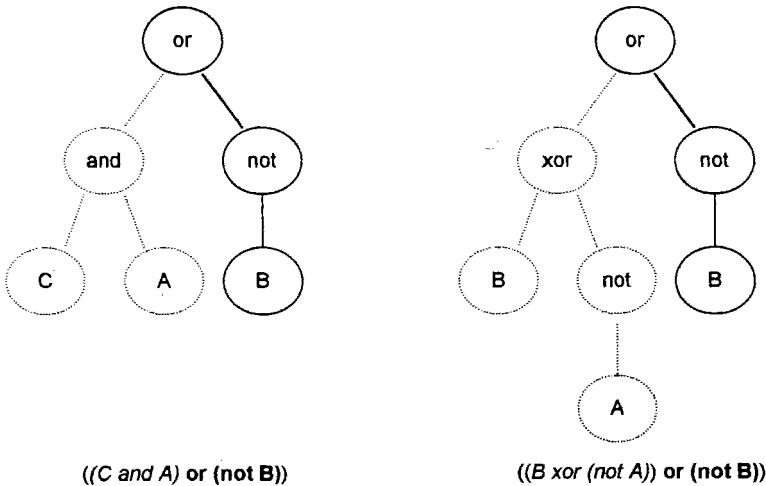 or or
and not xor not
C A B B not B
A
((C and A) or (not B)) ((B xor (not A)) or (not B))